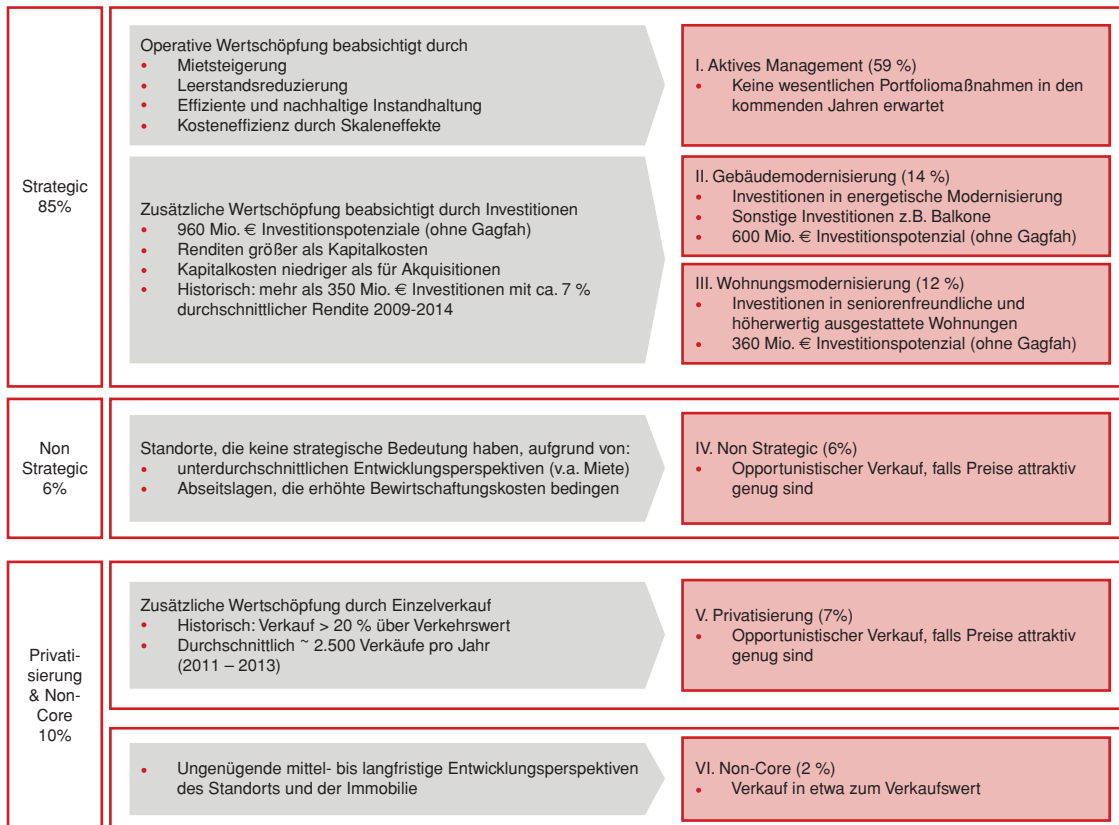 Strategic
85%
Operative Wertschöpfung beabsichtigt durch
• Mietsteigerung
• Leerstandsreduzierung
• Effiziente und nachhaltige Instandhaltung
• Kosteneffizienz durch Skaleneffekte
I. Aktives Management (59 %)
• Keine wesentlichen Portfoliomaßnahmen in den
kommenden Jahren erwartet
Zusätzliche Wertschöpfung beabsichtigt durch Investitionen
• 960 Mio. € Investitionspotenziale (ohne Gagfah)
• Renditen größer als Kapitalkosten
• Kapitalkosten niedriger als für Akquisitionen
• Historisch: mehr als 350 Mio. € Investitionen mit ca. 7 %
durchschnittlicher Rendite 2009-2014
II. Gebäudemodernisierung (14 %)
• Investitionen in energetische Modernisierung
• Sonstige Investitionen z.B. Balkone
• 600 Mio. € Investitionspotenzial (ohne Gagfah)
III. Wohnungsmodernisierung (12 %)
• Investitionen in seniorenfreundliche und
höherwertig ausgestattete Wohnungen
• 360 Mio. € Investitionspotenzial (ohne Gagfah)
Non
Strategic
6%
Standorte, die keine strategische Bedeutung haben, aufgrund von:
• unterdurchschnittlichen Entwicklungsperspektiven (v.a. Miete)
• Abseitslagen, die erhöhte Bewirtschaftungskosten bedingen
IV. Non Strategic (6%)
• Opportunistischer Verkauf, falls Preise attraktiv
genug sind
Privati-
sierung
& Non-
Core
10%
Zusätzliche Wertschöpfung durch Einzelverkauf
• Historisch: Verkauf > 20 % über Verkehrswert
• Durchschnittlich ~ 2.500 Verkäufe pro Jahr
(2011 – 2013)
V. Privatisierung (7%)
• Opportunistischer Verkauf, falls Preise attraktiv
genug sind
• Ungenügende mittel- bis langfristige Entwicklungsperspektiven
des Standorts und der Immobilie
VI. Non-Core (2 %)
• Verkauf in etwa zum Verkaufswert